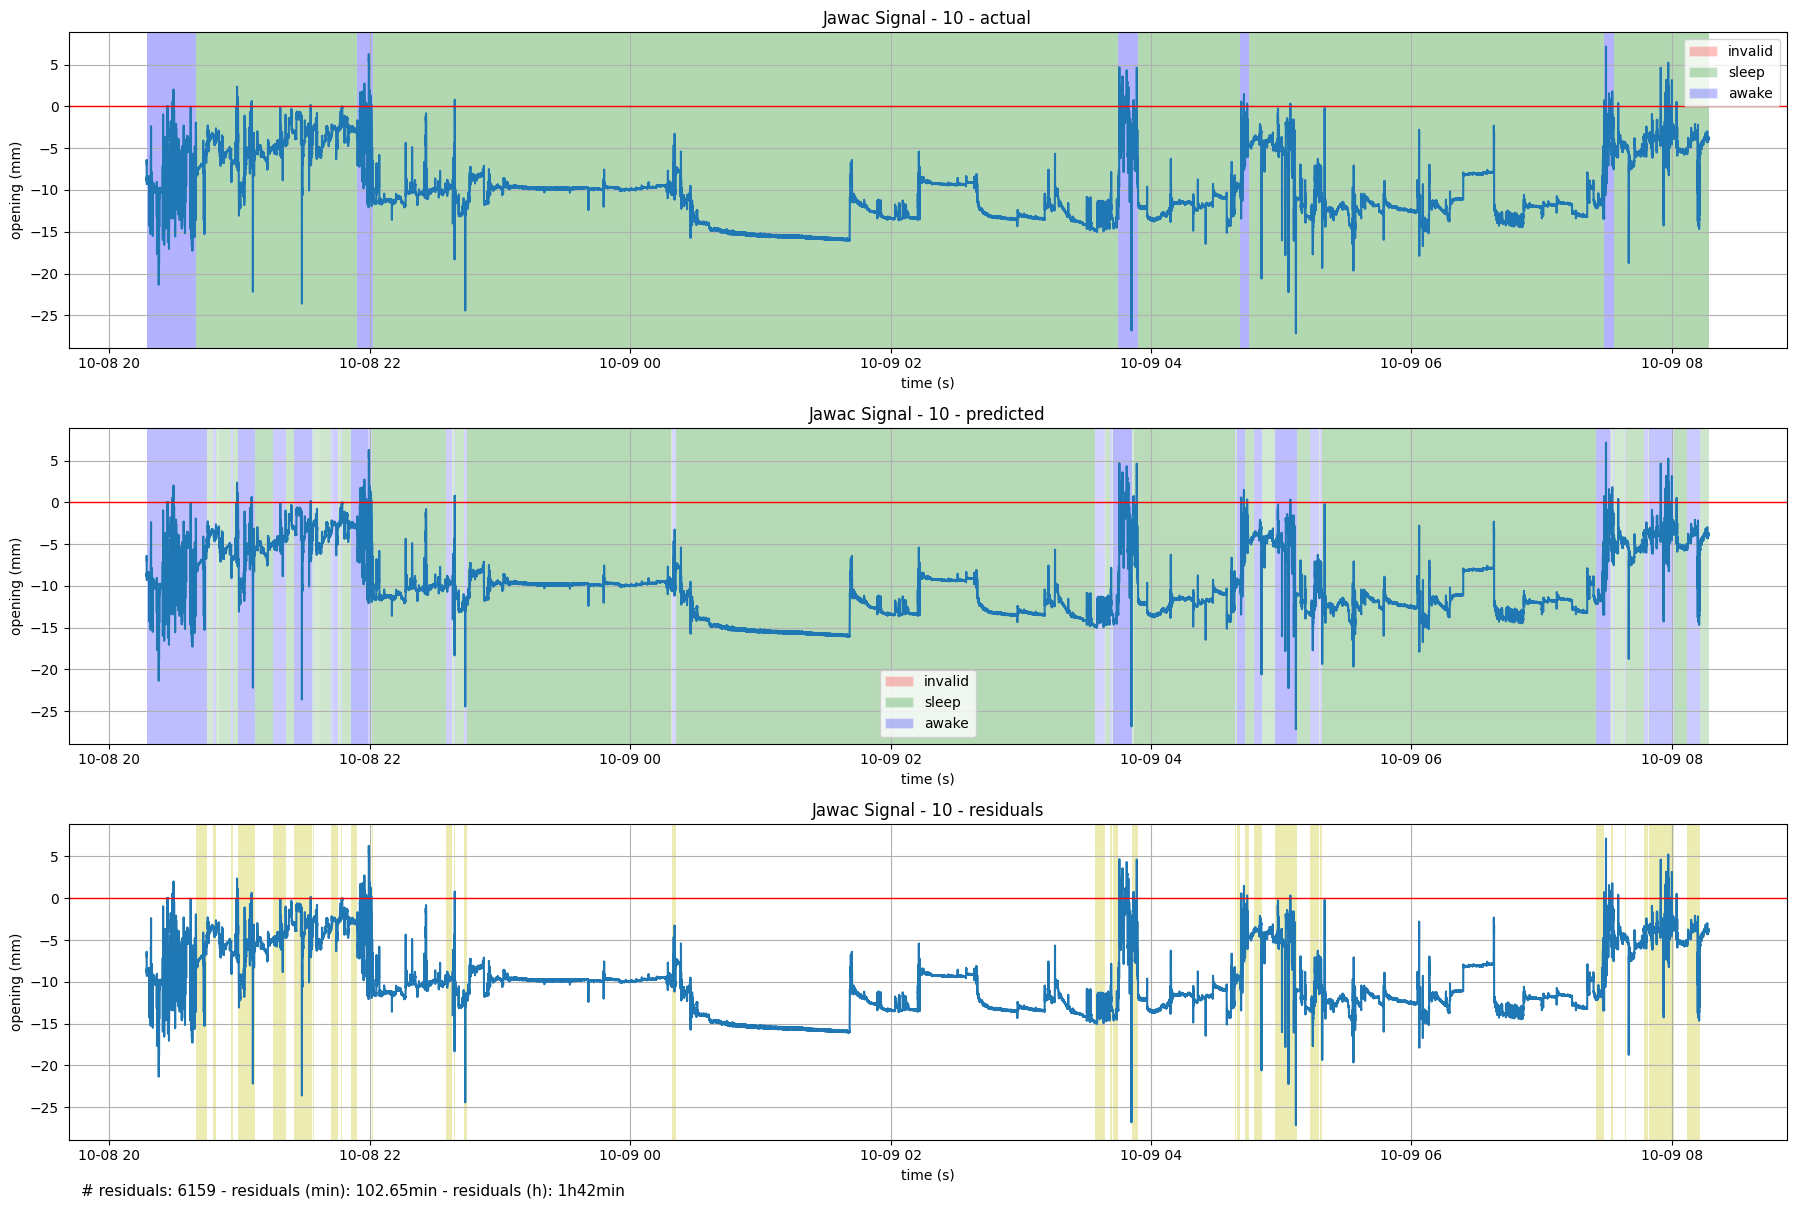 Jawac Signal - 10 - actual
opening (mm)
5
0
−5
−10
−15
−20
−25
invalid
sleep
awake
10-08 20
10-08 22
10-09 00
10-09 02
10-09 04
10-09 06
10-09 08
time (s)
Jawac Signal - 10 - predicted
opening (mm)
5
0
−5
−10
−15
−20
−25
invalid
sleep
awake
10-08 20
10-08 22
10-09 00
10-09 02
10-09 04
10-09 06
10-09 08
time (s)
Jawac Signal - 10 - residuals
opening (mm)
5
0
−5
−10
−15
−20
−25
10-08 20
10-08 22
10-09 00
10-09 02
10-09 04
10-09 06
10-09 08
time (s)
# residuals: 6159 - residuals (min): 102.65min - residuals (h): 1h42min